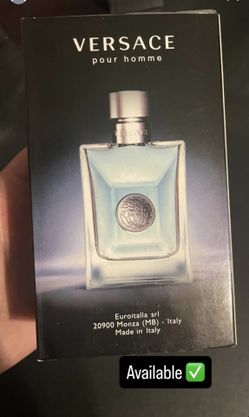 VERSACE
pour homme
Euroitalia srl
20900 Monza (MB) - Italy
Made in Italy
Available ✅